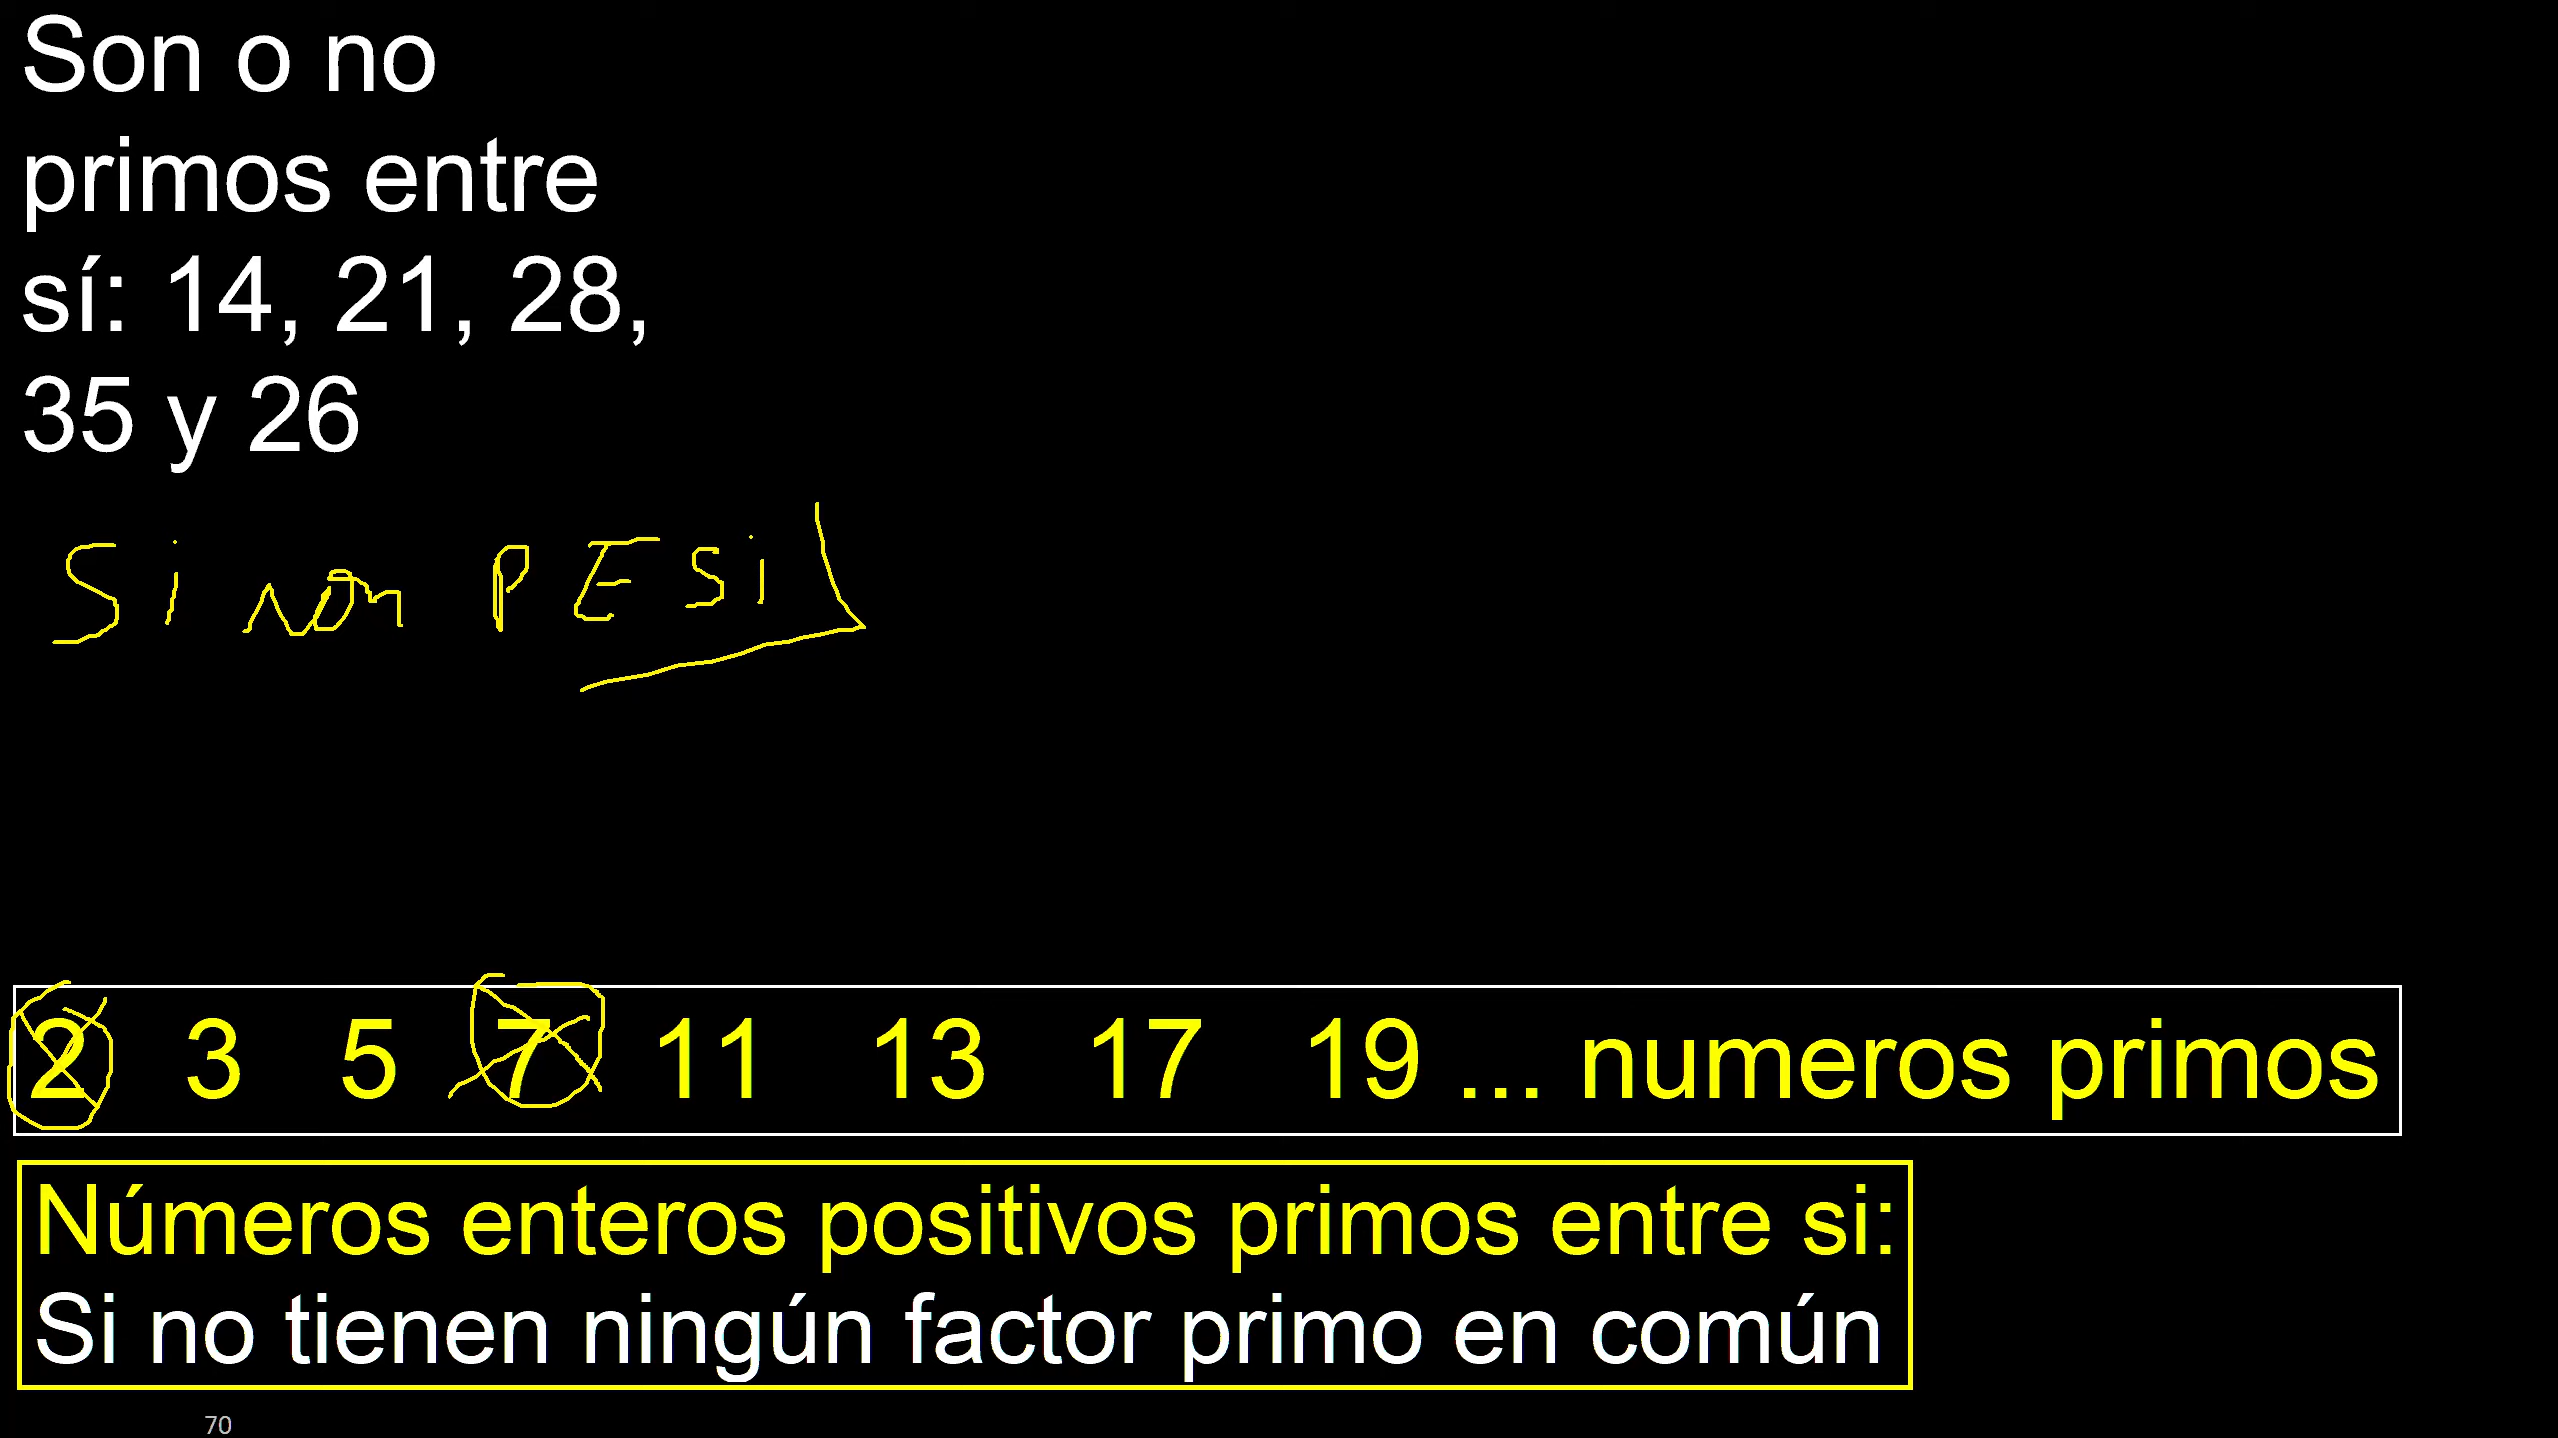 Son o no
primos entre
sí: 14, 21, 28,
35 y 26
Si son PESi
2 3 5 7 11 13 17 19 ... numeros primos
Números enteros positivos primos entre si:
Si no tienen ningún factor primo en común
70